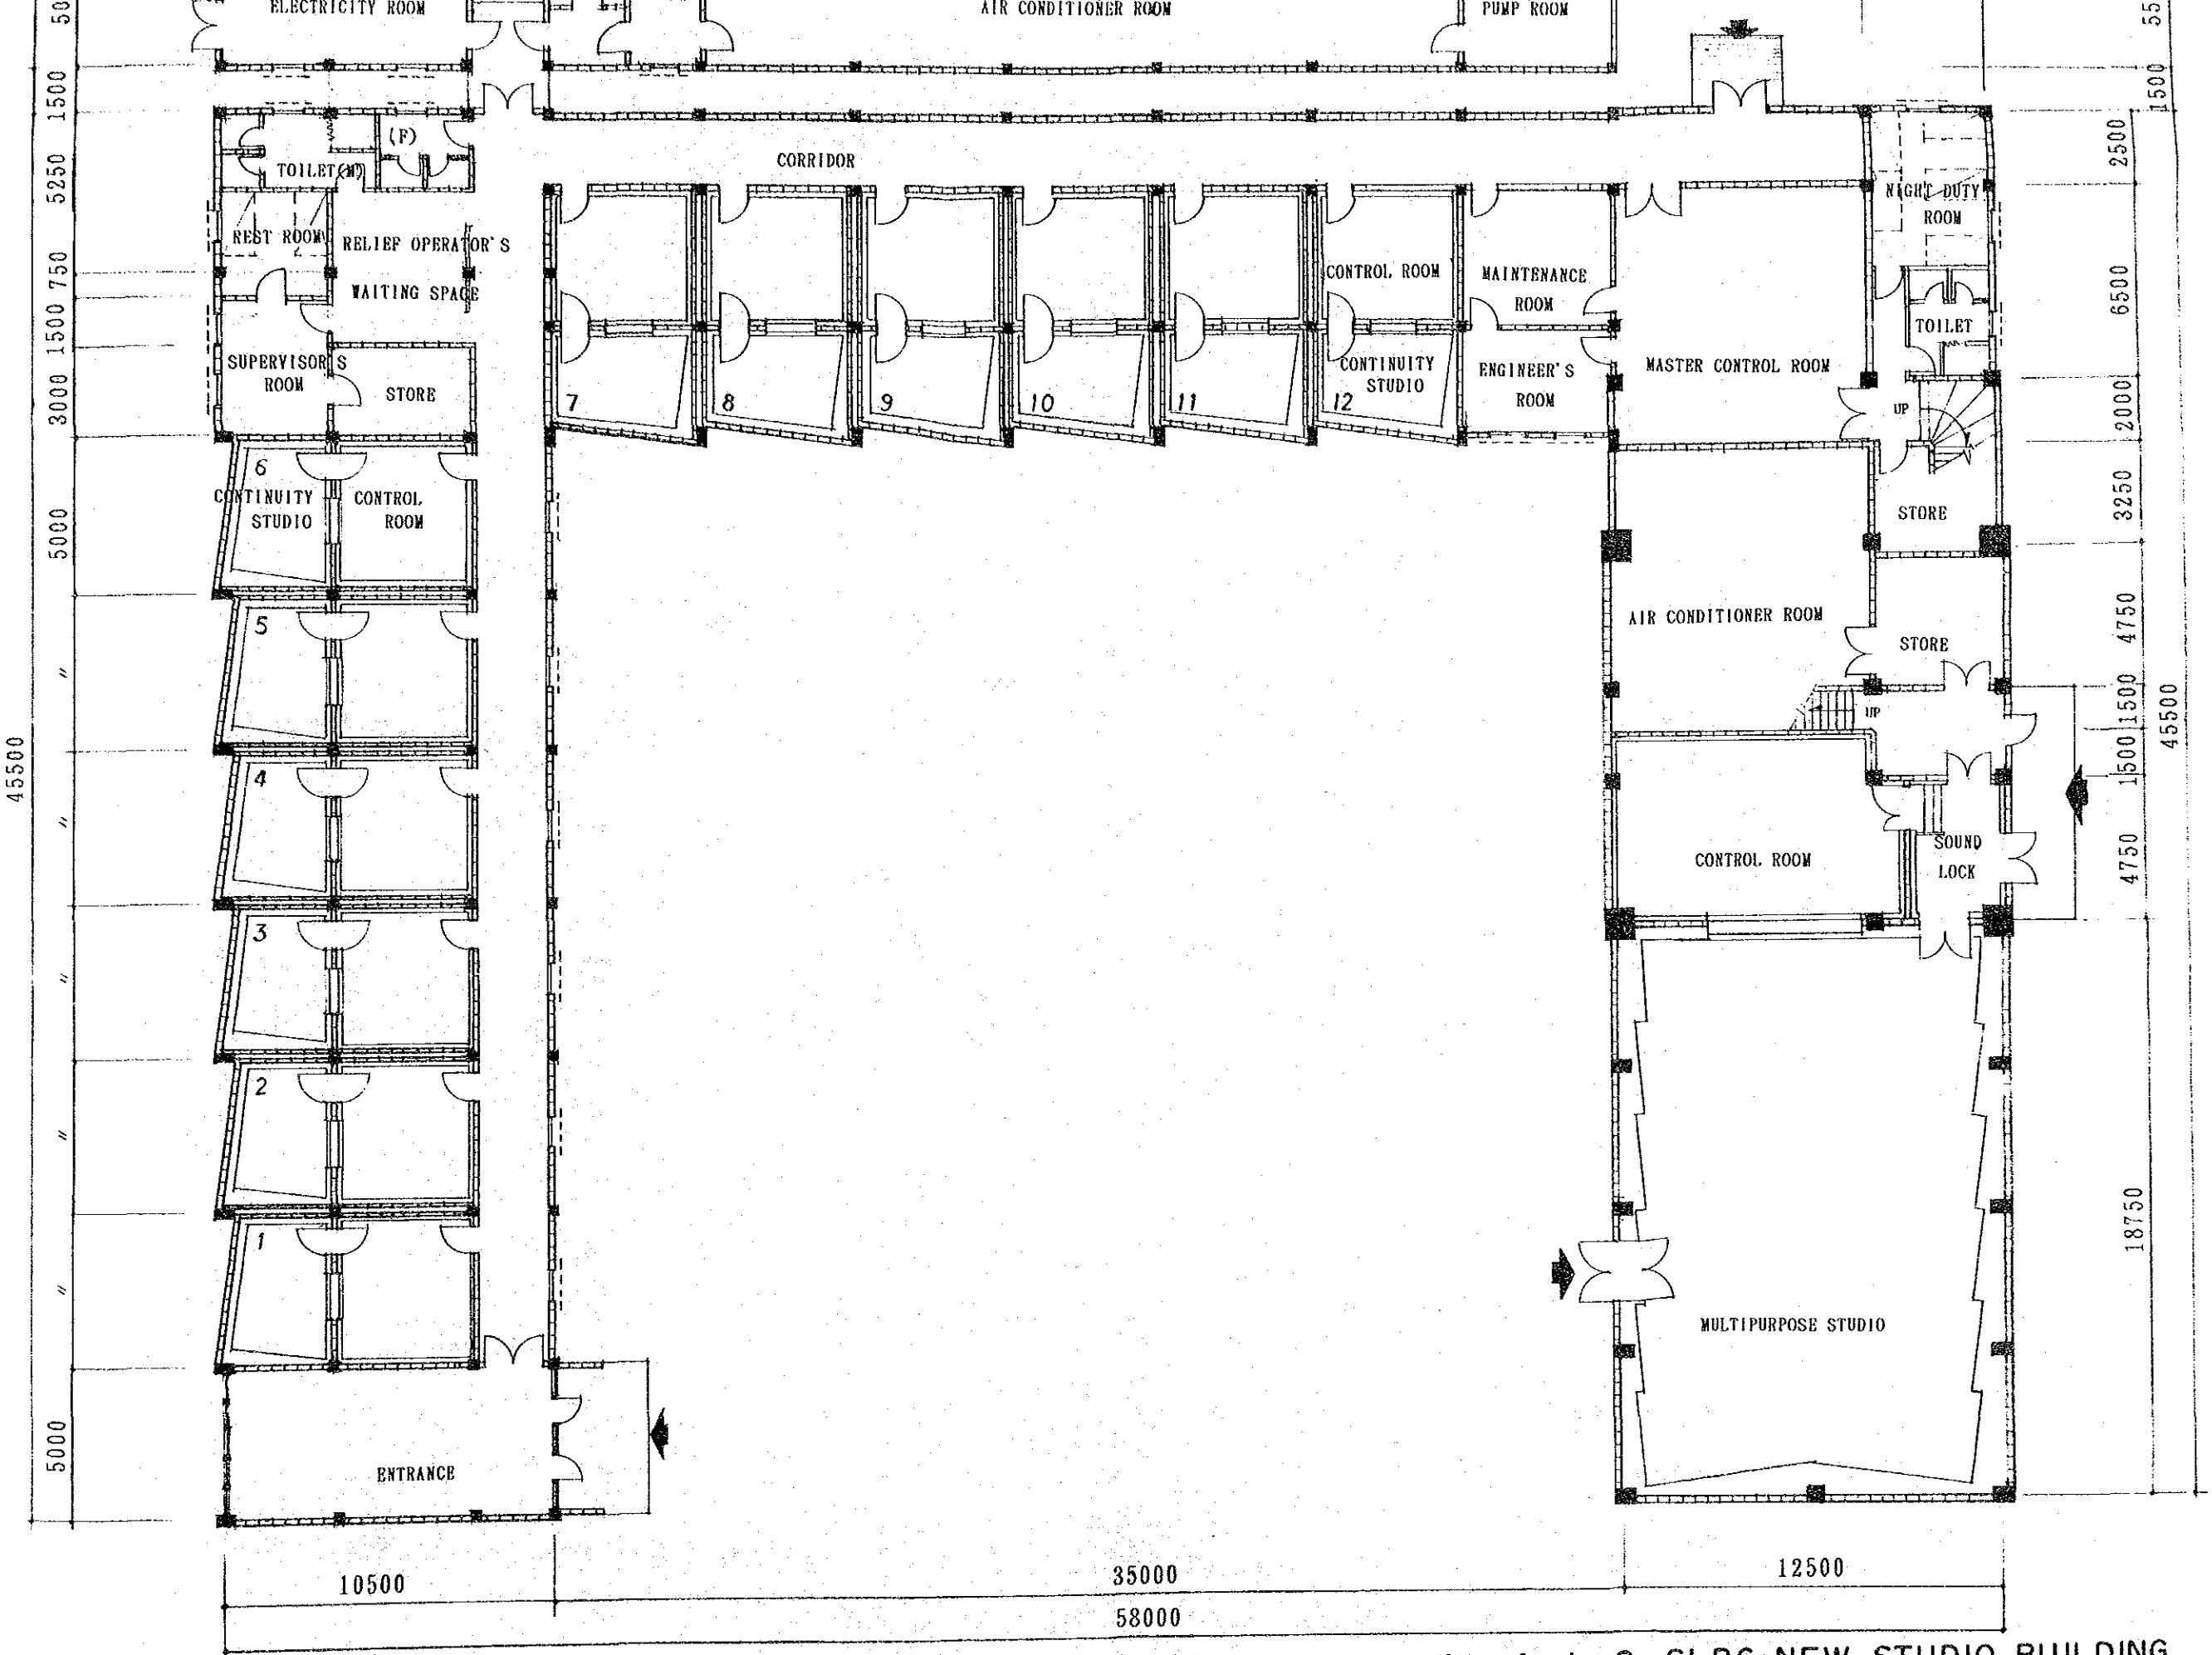 ELECTRICITY ROOM
AIR CONDITIONER ROOM
PUMP ROOM
50
55
1500
1500
(F)
TOILET(M)
CORRIDOR
2500
5250
NIGHT DUTY
ROOM
REST ROOM
RELIEF OPERATOR'S
WAITING SPACE
CONTROL ROOM
MAINTENANCE
ROOM
6500
750
TOILET
1500
SUPERVISOR'S
ROOM
STORE
CONTINUITY
STUDIO
ENGINEER'S
ROOM
MASTER CONTROL ROOM
3000
7
8
9
10
11
12
UP
2000
6
CONTINUITY
STUDIO
CONTROL
ROOM
STORE
3250
5000
5
AIR CONDITIONER ROOM
STORE
4750
〃
UP
1500
45500
45500
4
1500
〃
CONTROL ROOM
SOUND
LOCK
4750
3
〃
2
〃
1
18750
〃
MULTIPURPOSE STUDIO
5000
ENTRANCE
10500
35000
12500
58000
SLBC NEW STUDIO BUILDING